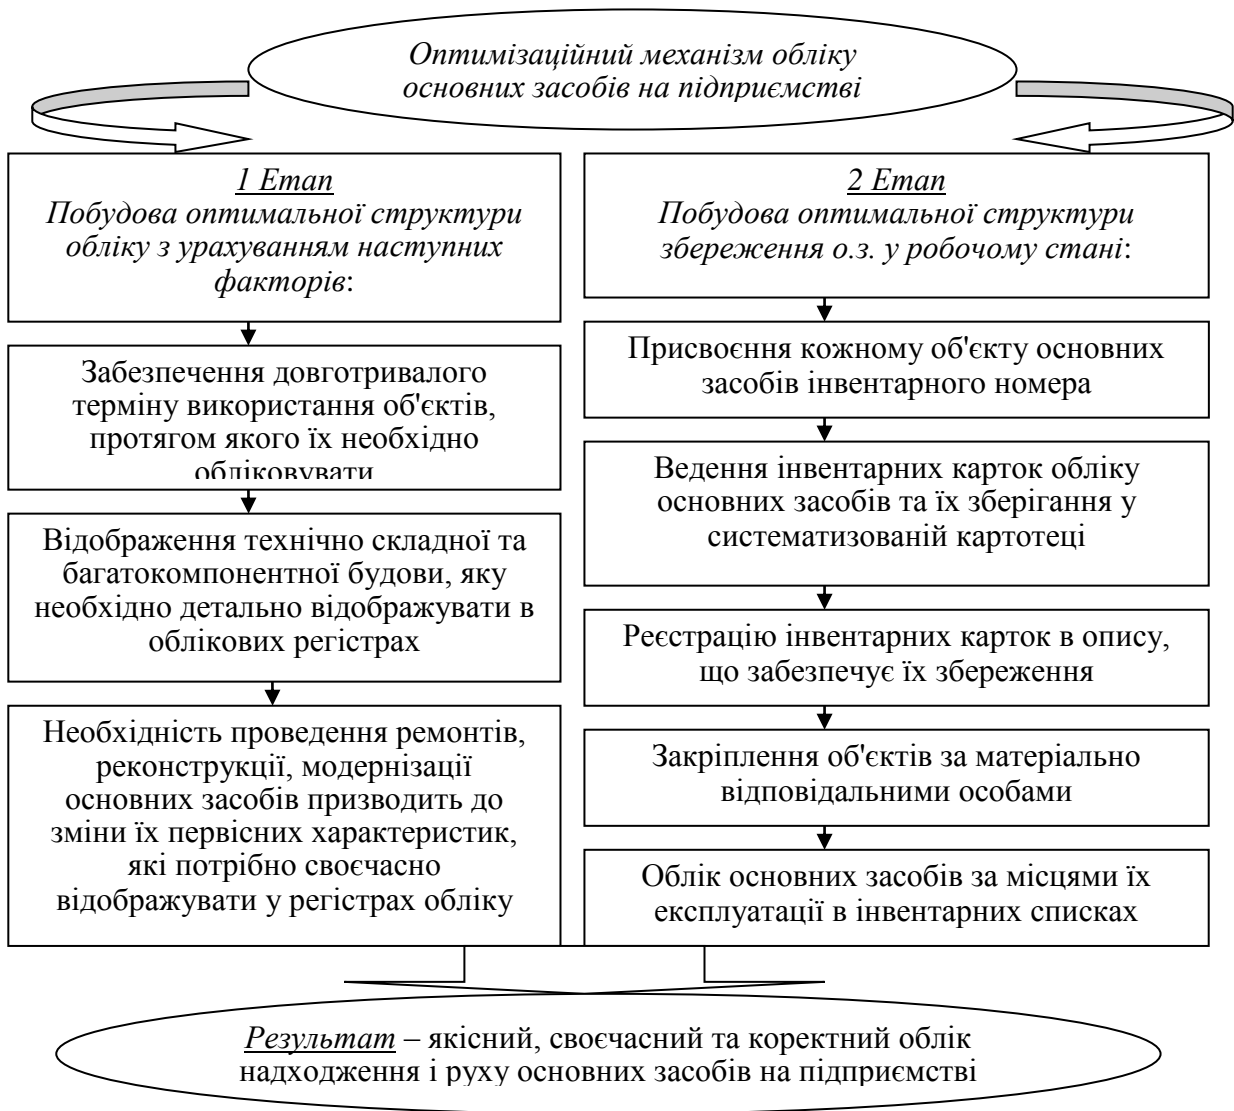 Оптимізаційний механізм обліку
основних засобів на підприємстві
1 Етап
Побудова оптимальної структури
обліку з урахуванням наступних
факторів:
Забезпечення довготривалого
терміну використання об'єктів,
протягом якого їх необхідно
обліковувати
Відображення технічно складної та
багатокомпонентної будови, яку
необхідно детально відображувати в
облікових регістрах
Необхідність проведення ремонтів,
реконструкції, модернізації
основних засобів призводить до
зміни їх первісних характеристик,
які потрібно своєчасно
відображувати у регістрах обліку
2 Етап
Побудова оптимальної структури
збереження о.з. у робочому стані:
Присвоєння кожному об'єкту основних
засобів інвентарного номера
Ведення інвентарних карток обліку
основних засобів та їх зберігання у
систематизованій картотеці
Реєстрацію інвентарних карток в опису,
що забезпечує їх збереження
Закріплення об'єктів за матеріально
відповідальними особами
Облік основних засобів за місцями їх
експлуатації в інвентарних списках
Результат – якісний, своєчасний та коректний облік
надходження і руху основних засобів на підприємстві